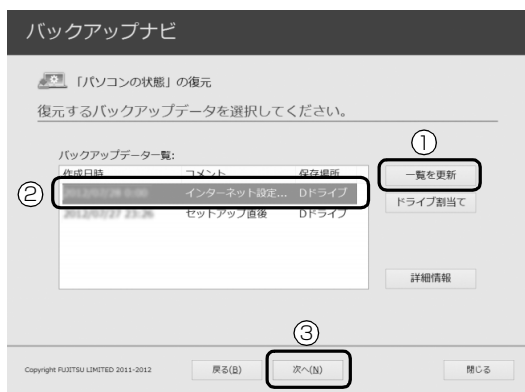 バックアップナビ
「パソコンの状態」の復元
復元するバックアップデータを選択してください。
①
バックアップデータ一覧:
作成日時 コメント 保存場所
一覧を更新
②
インターネット設定... Dドライブ
ドライブ割当て
セットアップ直後 Dドライブ
詳細情報
③
Copyright FUJITSU LIMITED 2011-2012
戻る(B)
次へ(N)
閉じる